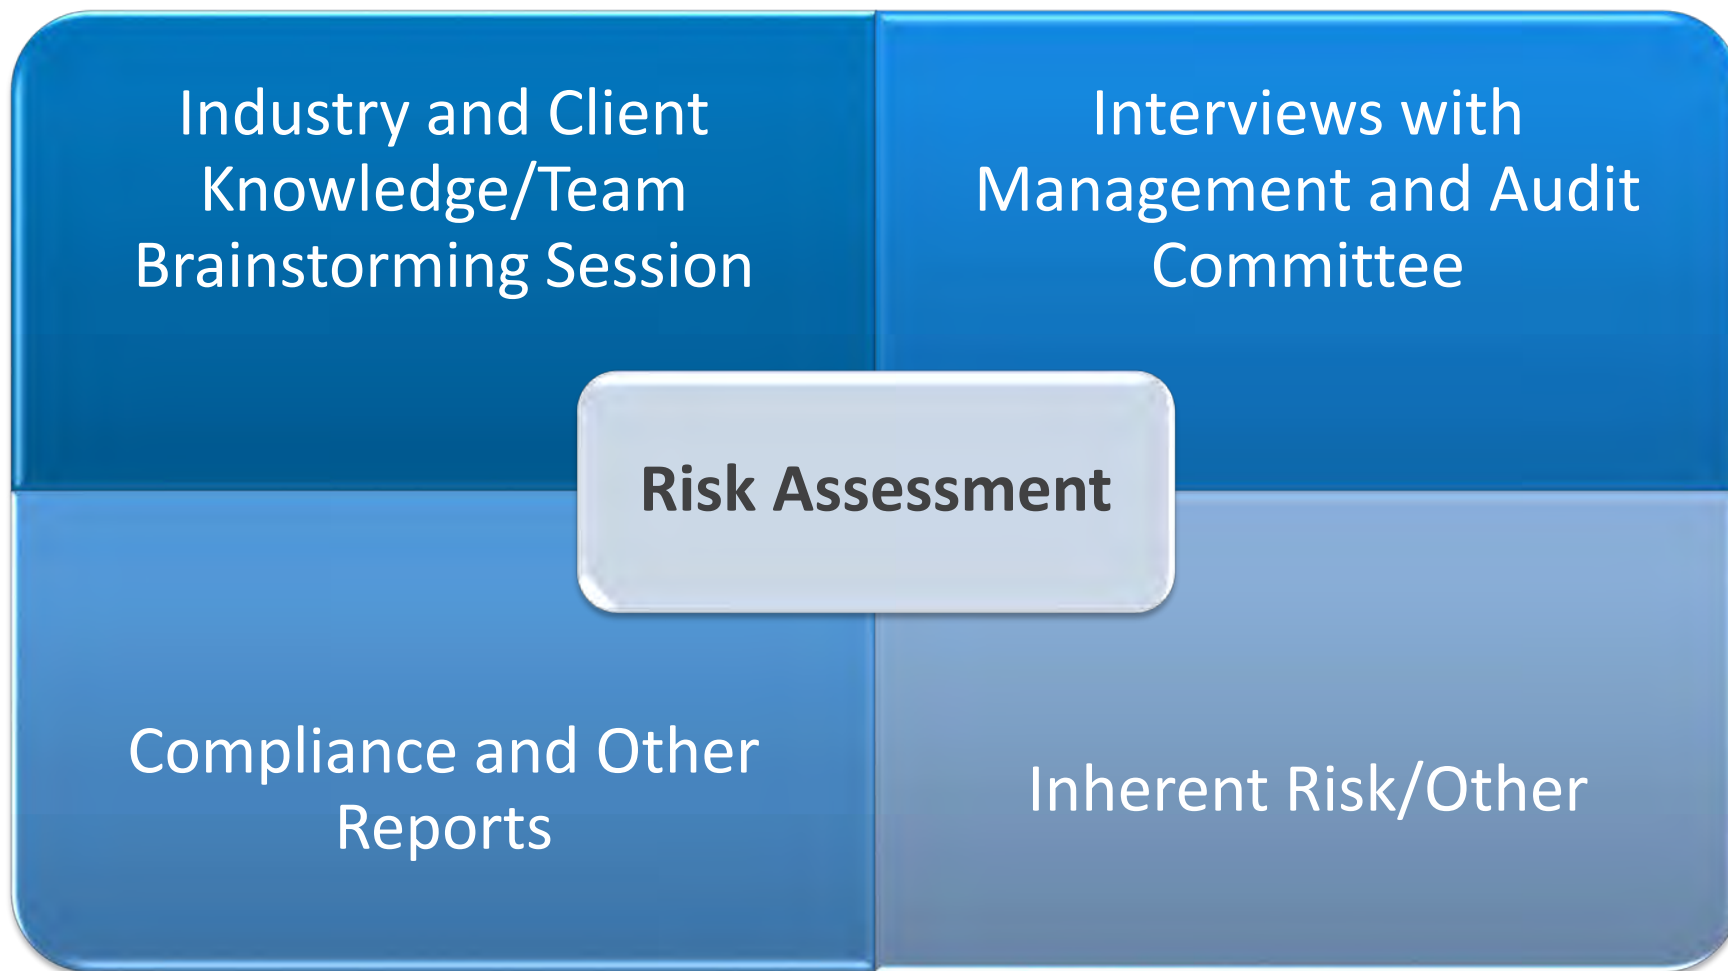 Industry and Client
Knowledge/Team
Brainstorming Session
Interviews with
Management and Audit
Committee
Risk Assessment
Compliance and Other
Reports
Inherent Risk/Other